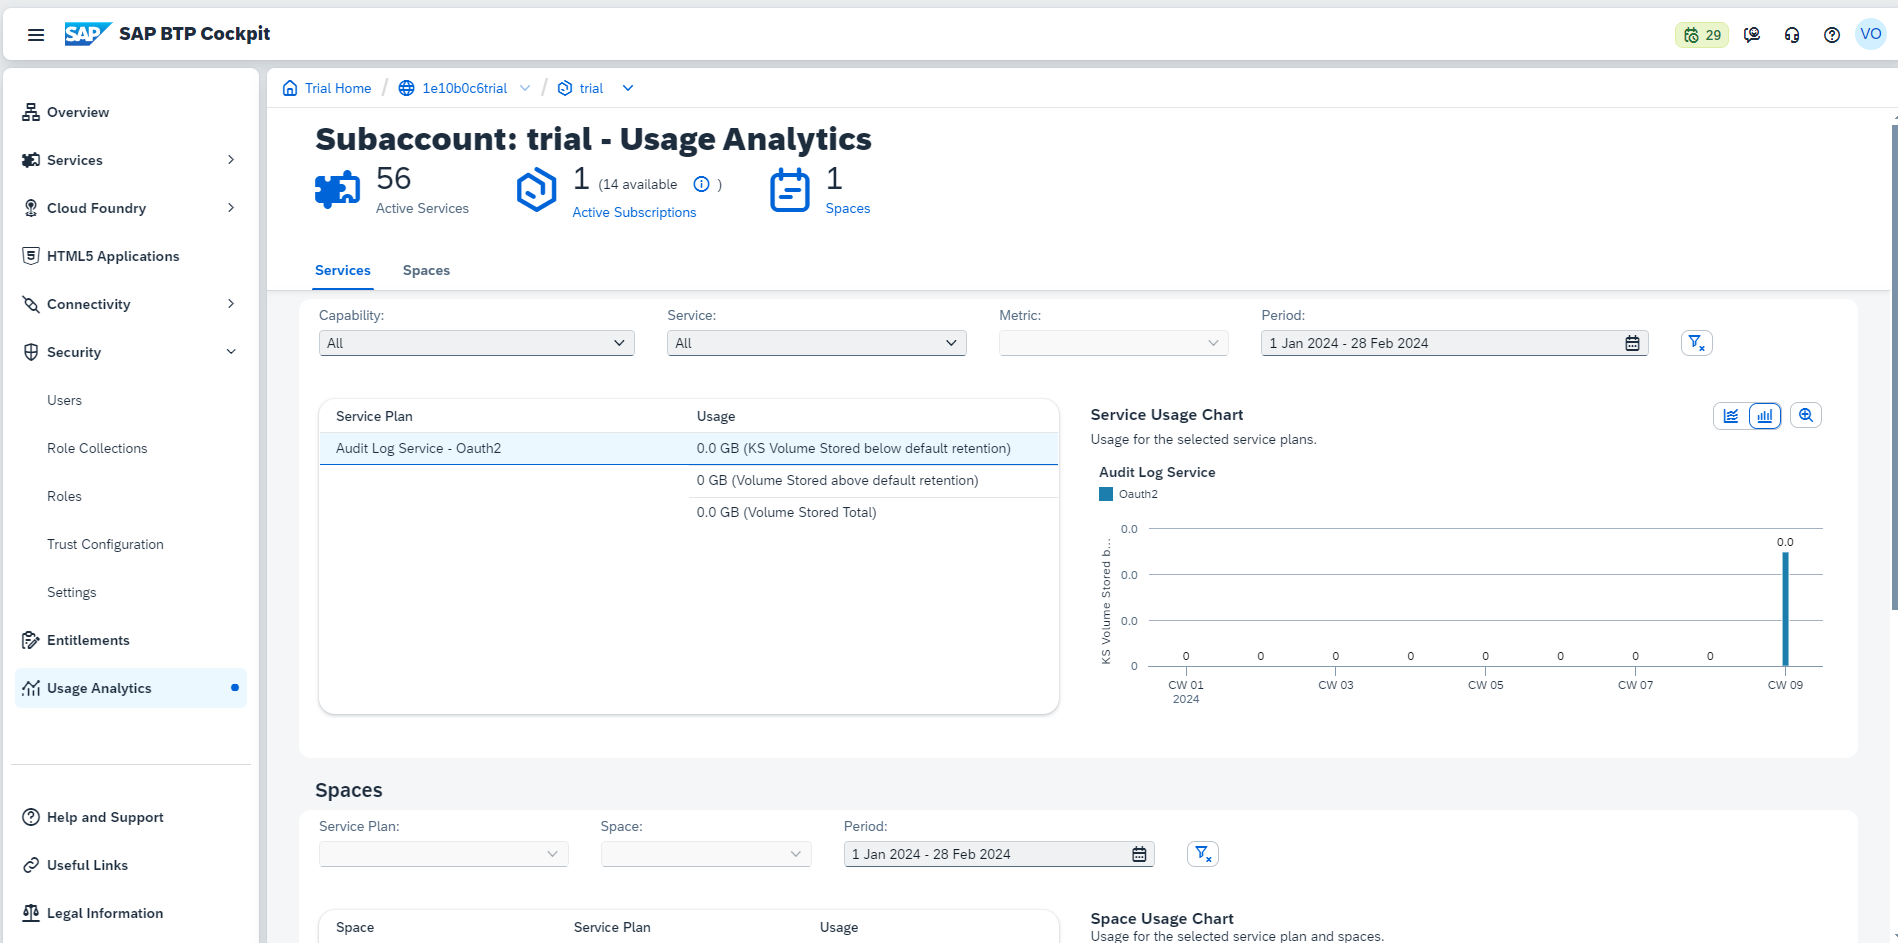 SAP SAP BTP Cockpit
29
VO
Overview
Services
Cloud Foundry
HTML5 Applications
Connectivity
Security
Users
Role Collections
Roles
Trust Configuration
Settings
Entitlements
Usage Analytics
Help and Support
Useful Links
Legal Information
Trial Home / 1e10b0c6trial / trial
Subaccount: trial - Usage Analytics
56
Active Services
1 (14 available )
Active Subscriptions
1
Spaces
Services Spaces
Capability: Service: Metric: Period:
All All 1 Jan 2024 - 28 Feb 2024
Service Plan Usage
Audit Log Service - Oauth2 0.0 GB (KS Volume Stored below default retention)
0 GB (Volume Stored above default retention)
0.0 GB (Volume Stored Total)
Service Usage Chart
Usage for the selected service plans.
Audit Log Service
Oauth2
KS Volume Stored b...
0.0
0.0
0.0
0
0 0 0 0 0 0 0 0 0.0
CW 01 CW 03 CW 05 CW 07 CW 09
2024
Spaces
Service Plan: Space: Period:
1 Jan 2024 - 28 Feb 2024
Space Service Plan Usage
Space Usage Chart
Usage for the selected service plan and spaces.